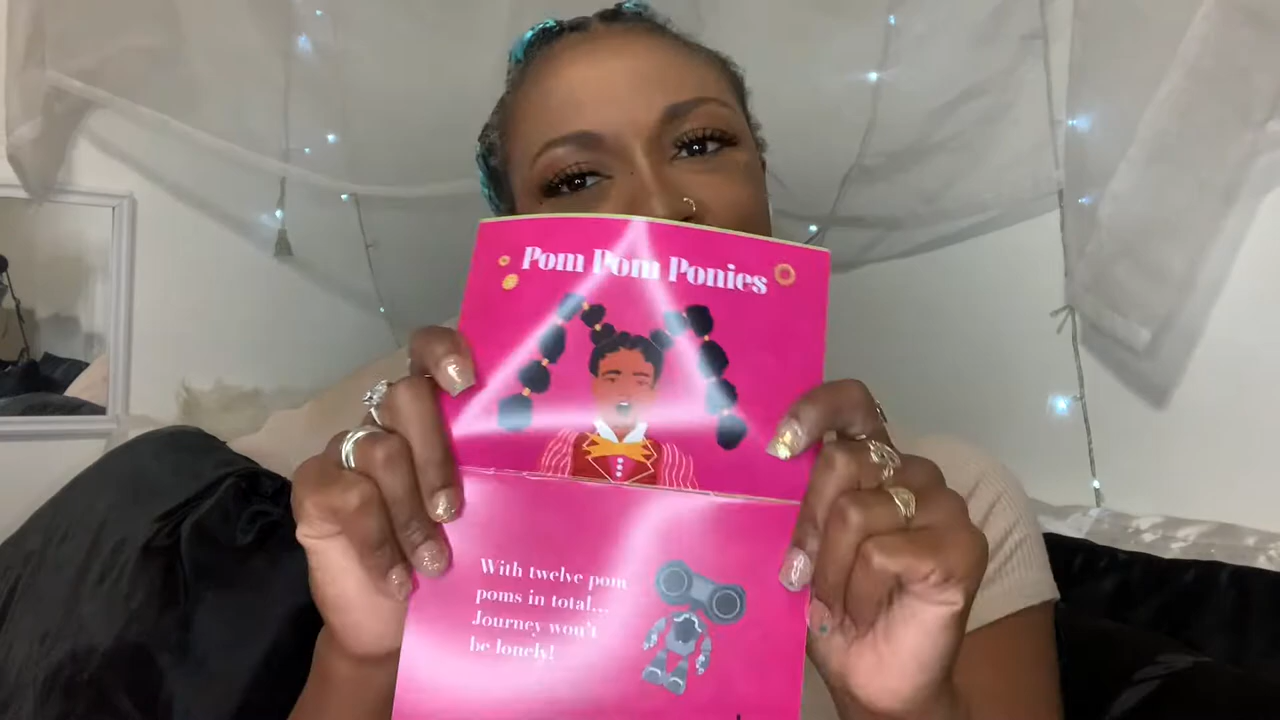 Pom Pom Ponies
With twelve pom
poms in total...
Journey won't
be lonely!